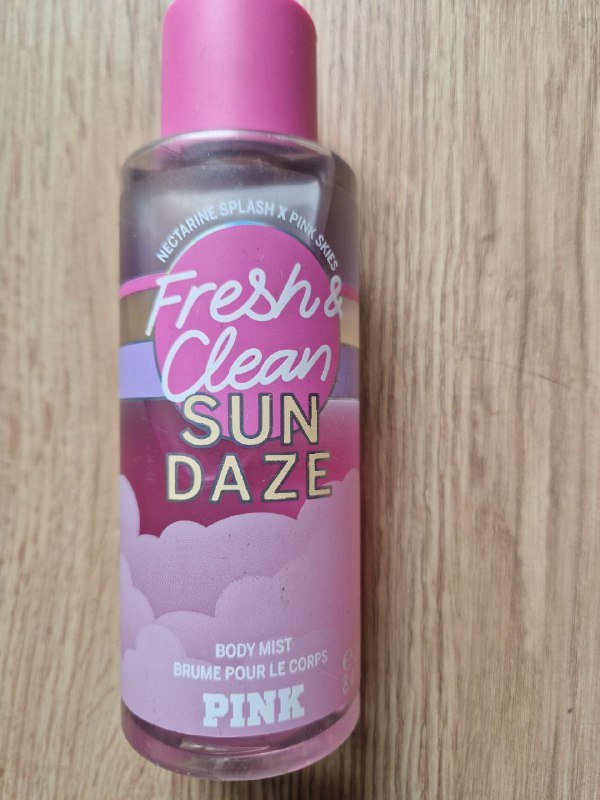 NECTARINE SPLASH X PINK SKIES
Fresh &
Clean
SUN
DAZE
BODY MIST
BRUME POUR LE CORPS
PINK